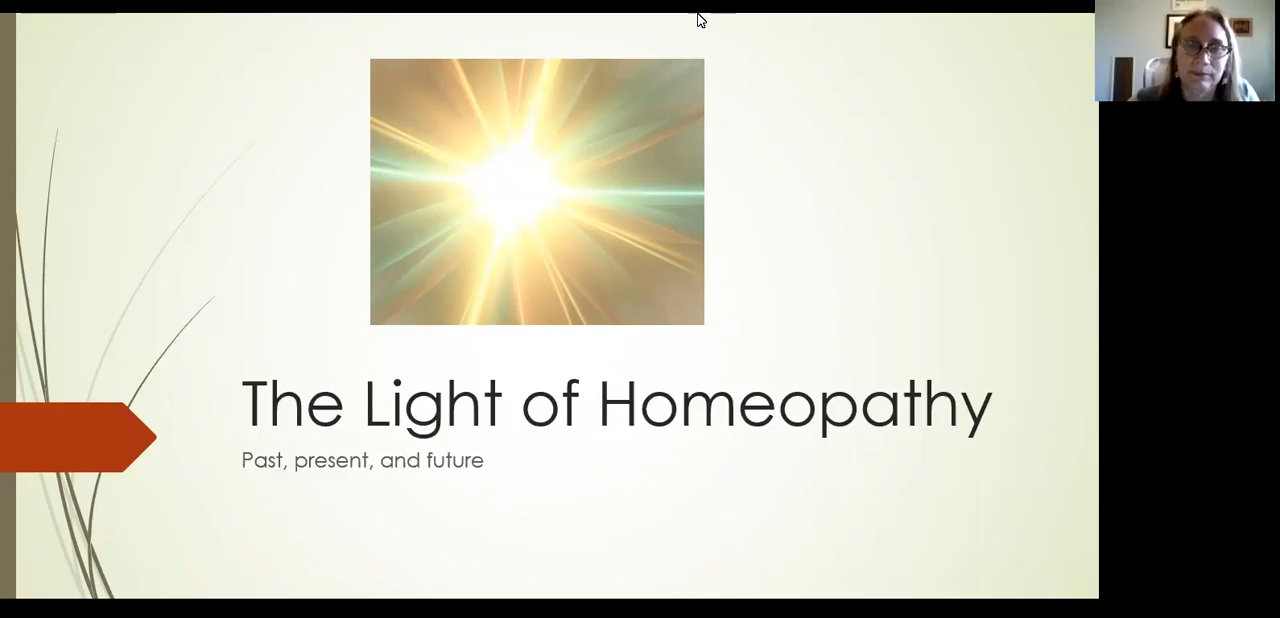 The Light of Homeopathy
Past, present, and future